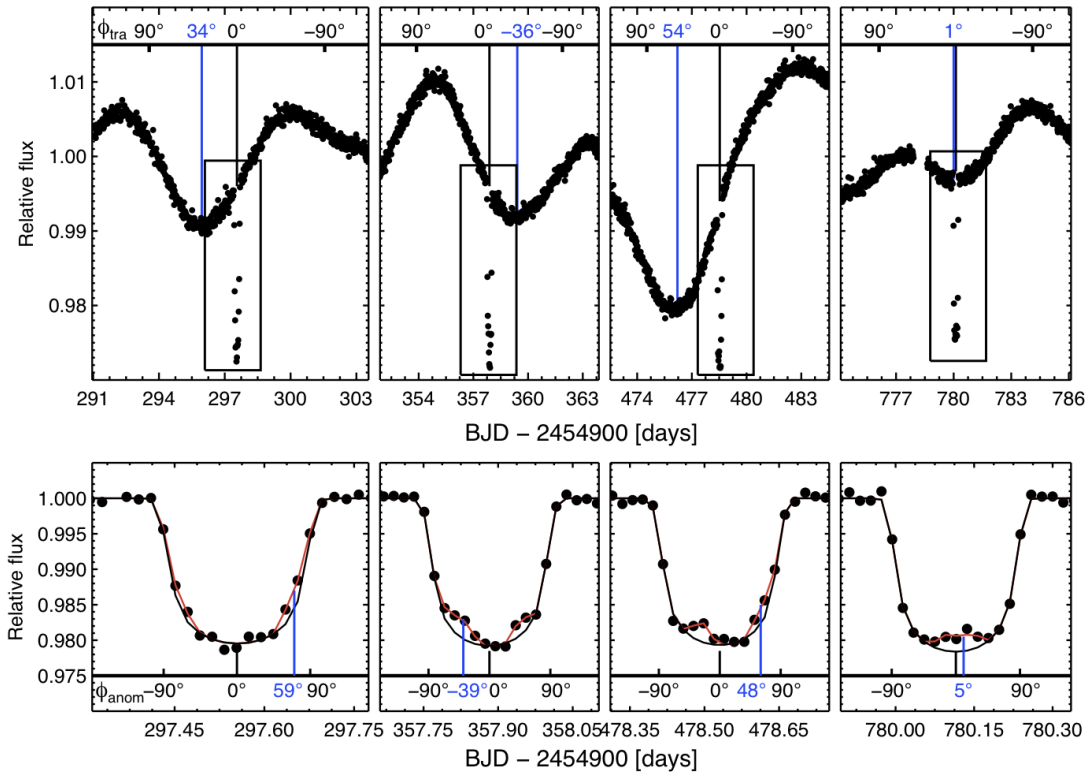 ϕtra 90° 34° 0° −90° 90° 0° −36° −90° 90° 54° 0° −90° 90° 1° −90°
Relative flux
1.01
1.00
0.99
0.98
291 294 297 300 303 354 357 360 363 474 477 480 483 777 780 783 786
BJD − 2454900 [days]
Relative flux
1.000
0.995
0.990
0.985
0.980
0.975
ϕanom −90° 0° 59° 90° −90° −39° 0° 90° −90° 0° 48° 90° −90° 5° 90°
297.45 297.60 297.75 357.75 357.90 358.05 478.35 478.50 478.65 780.00 780.15 780.30
BJD − 2454900 [days]